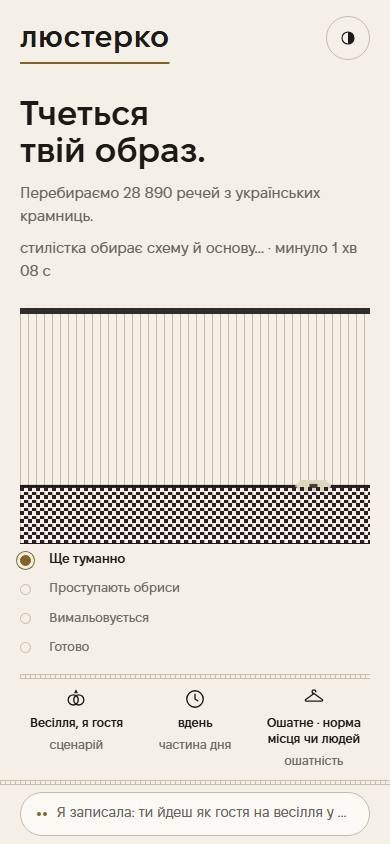 люстерко
Тчеться
твій образ.
Перебираємо 28 890 речей з українських
крамниць.
стилістка обирає схему й основу... · минуло 1 хв
08 с
Ще туманно
Проступають обриси
Вимальовується
Готово
Весілля, я гостя
сценарій
вдень
частина дня
Ошатне · норма
місця чи людей
ошатність
Я записала: ти йдеш як гостя на весілля у ...